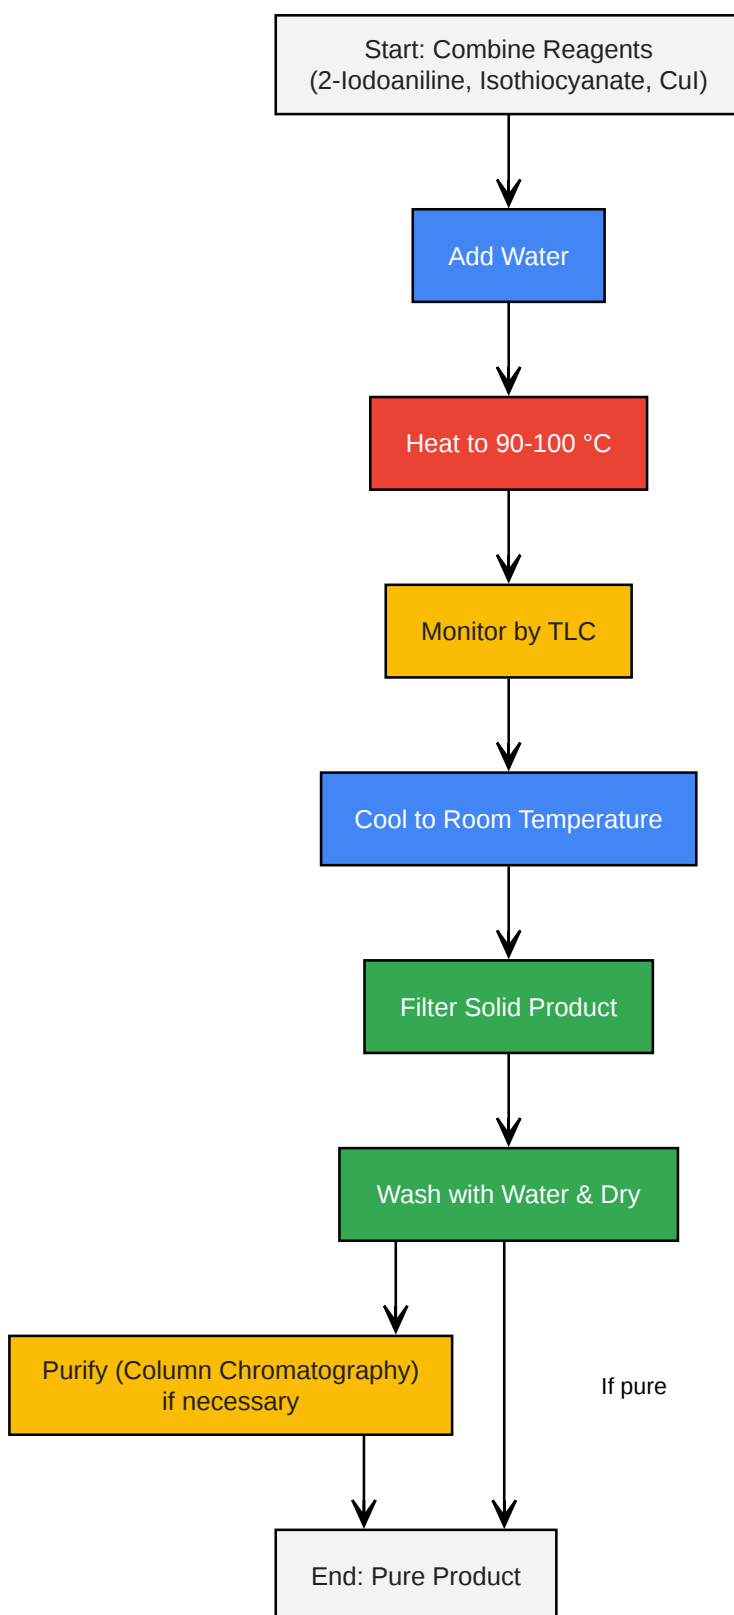 Start: Combine Reagents
(2-Iodoaniline, Isothiocyanate, CuI)
Add Water
Heat to 90-100 °C
Monitor by TLC
Cool to Room Temperature
Filter Solid Product
Wash with Water & Dry
Purify (Column Chromatography)
if necessary
If pure
End: Pure Product